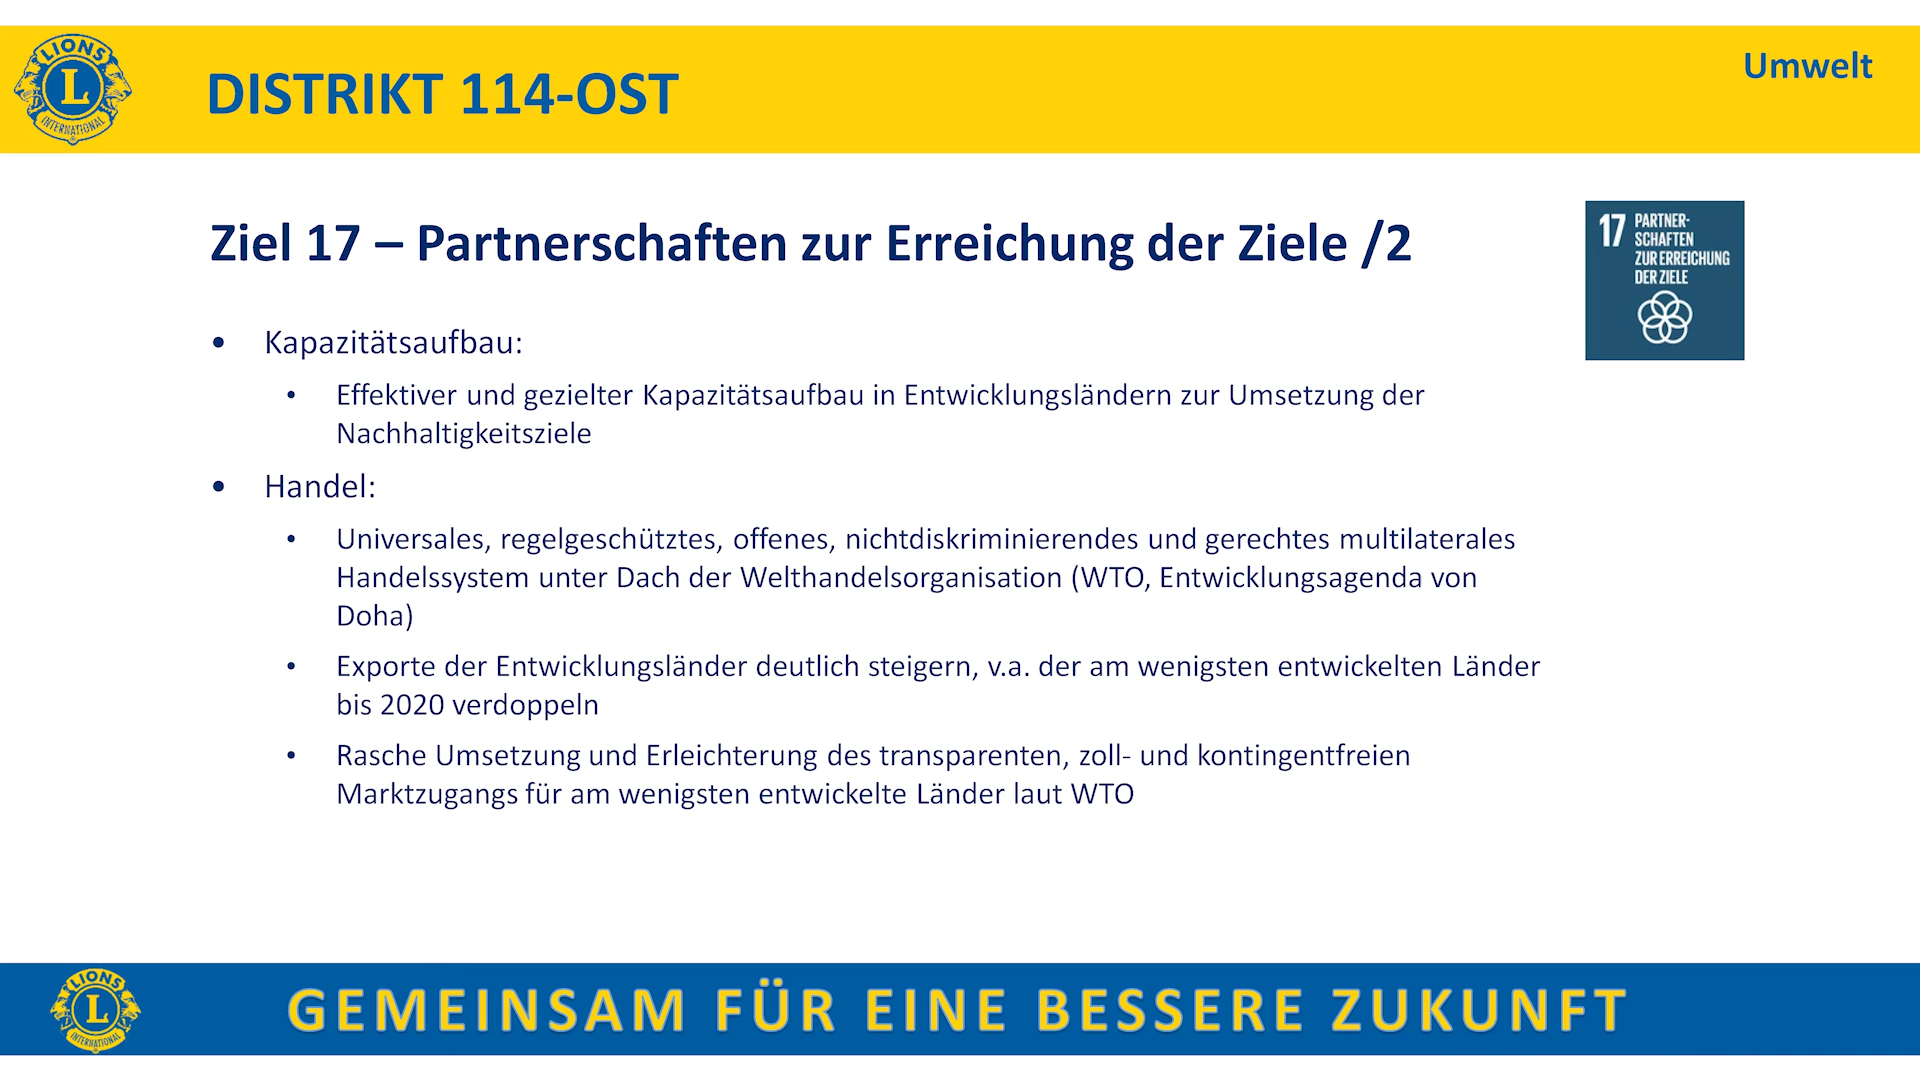 LIONS
L
INTERNATIONAL
®
DISTRIKT 114-OST
Umwelt
Ziel 17 – Partnerschaften zur Erreichung der Ziele /2
17 PARTNER-
SCHAFTEN
ZUR ERREICHUNG
DER ZIELE
• Kapazitätsaufbau:
• Effektiver und gezielter Kapazitätsaufbau in Entwicklungsländern zur Umsetzung der
Nachhaltigkeitsziele
• Handel:
• Universales, regelgeschütztes, offenes, nichtdiskriminierendes und gerechtes multilaterales
Handelssystem unter Dach der Welthandelsorganisation (WTO, Entwicklungsagenda von
Doha)
• Exporte der Entwicklungsländer deutlich steigern, v.a. der am wenigsten entwickelten Länder
bis 2020 verdoppeln
• Rasche Umsetzung und Erleichterung des transparenten, zoll- und kontingentfreien
Marktzugangs für am wenigsten entwickelte Länder laut WTO
LIONS
L
INTERNATIONAL
®
GEMEINSAM FÜR EINE BESSERE ZUKUNFT